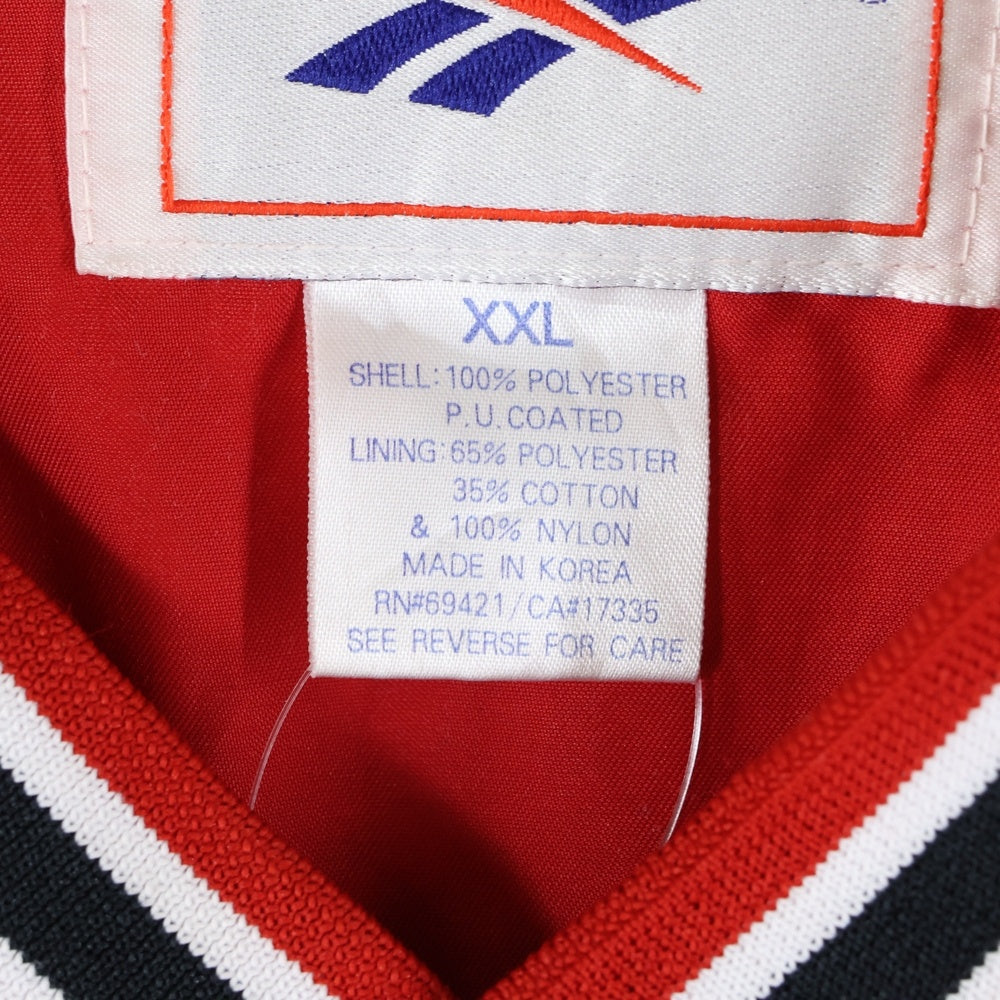 XXL
SHELL:100% POLYESTER
P.U.COATED
LINING:65% POLYESTER
35% COTTON
& 100% NYLON
MADE IN KOREA
RN#69421/CA#17335
SEE REVERSE FOR CARE